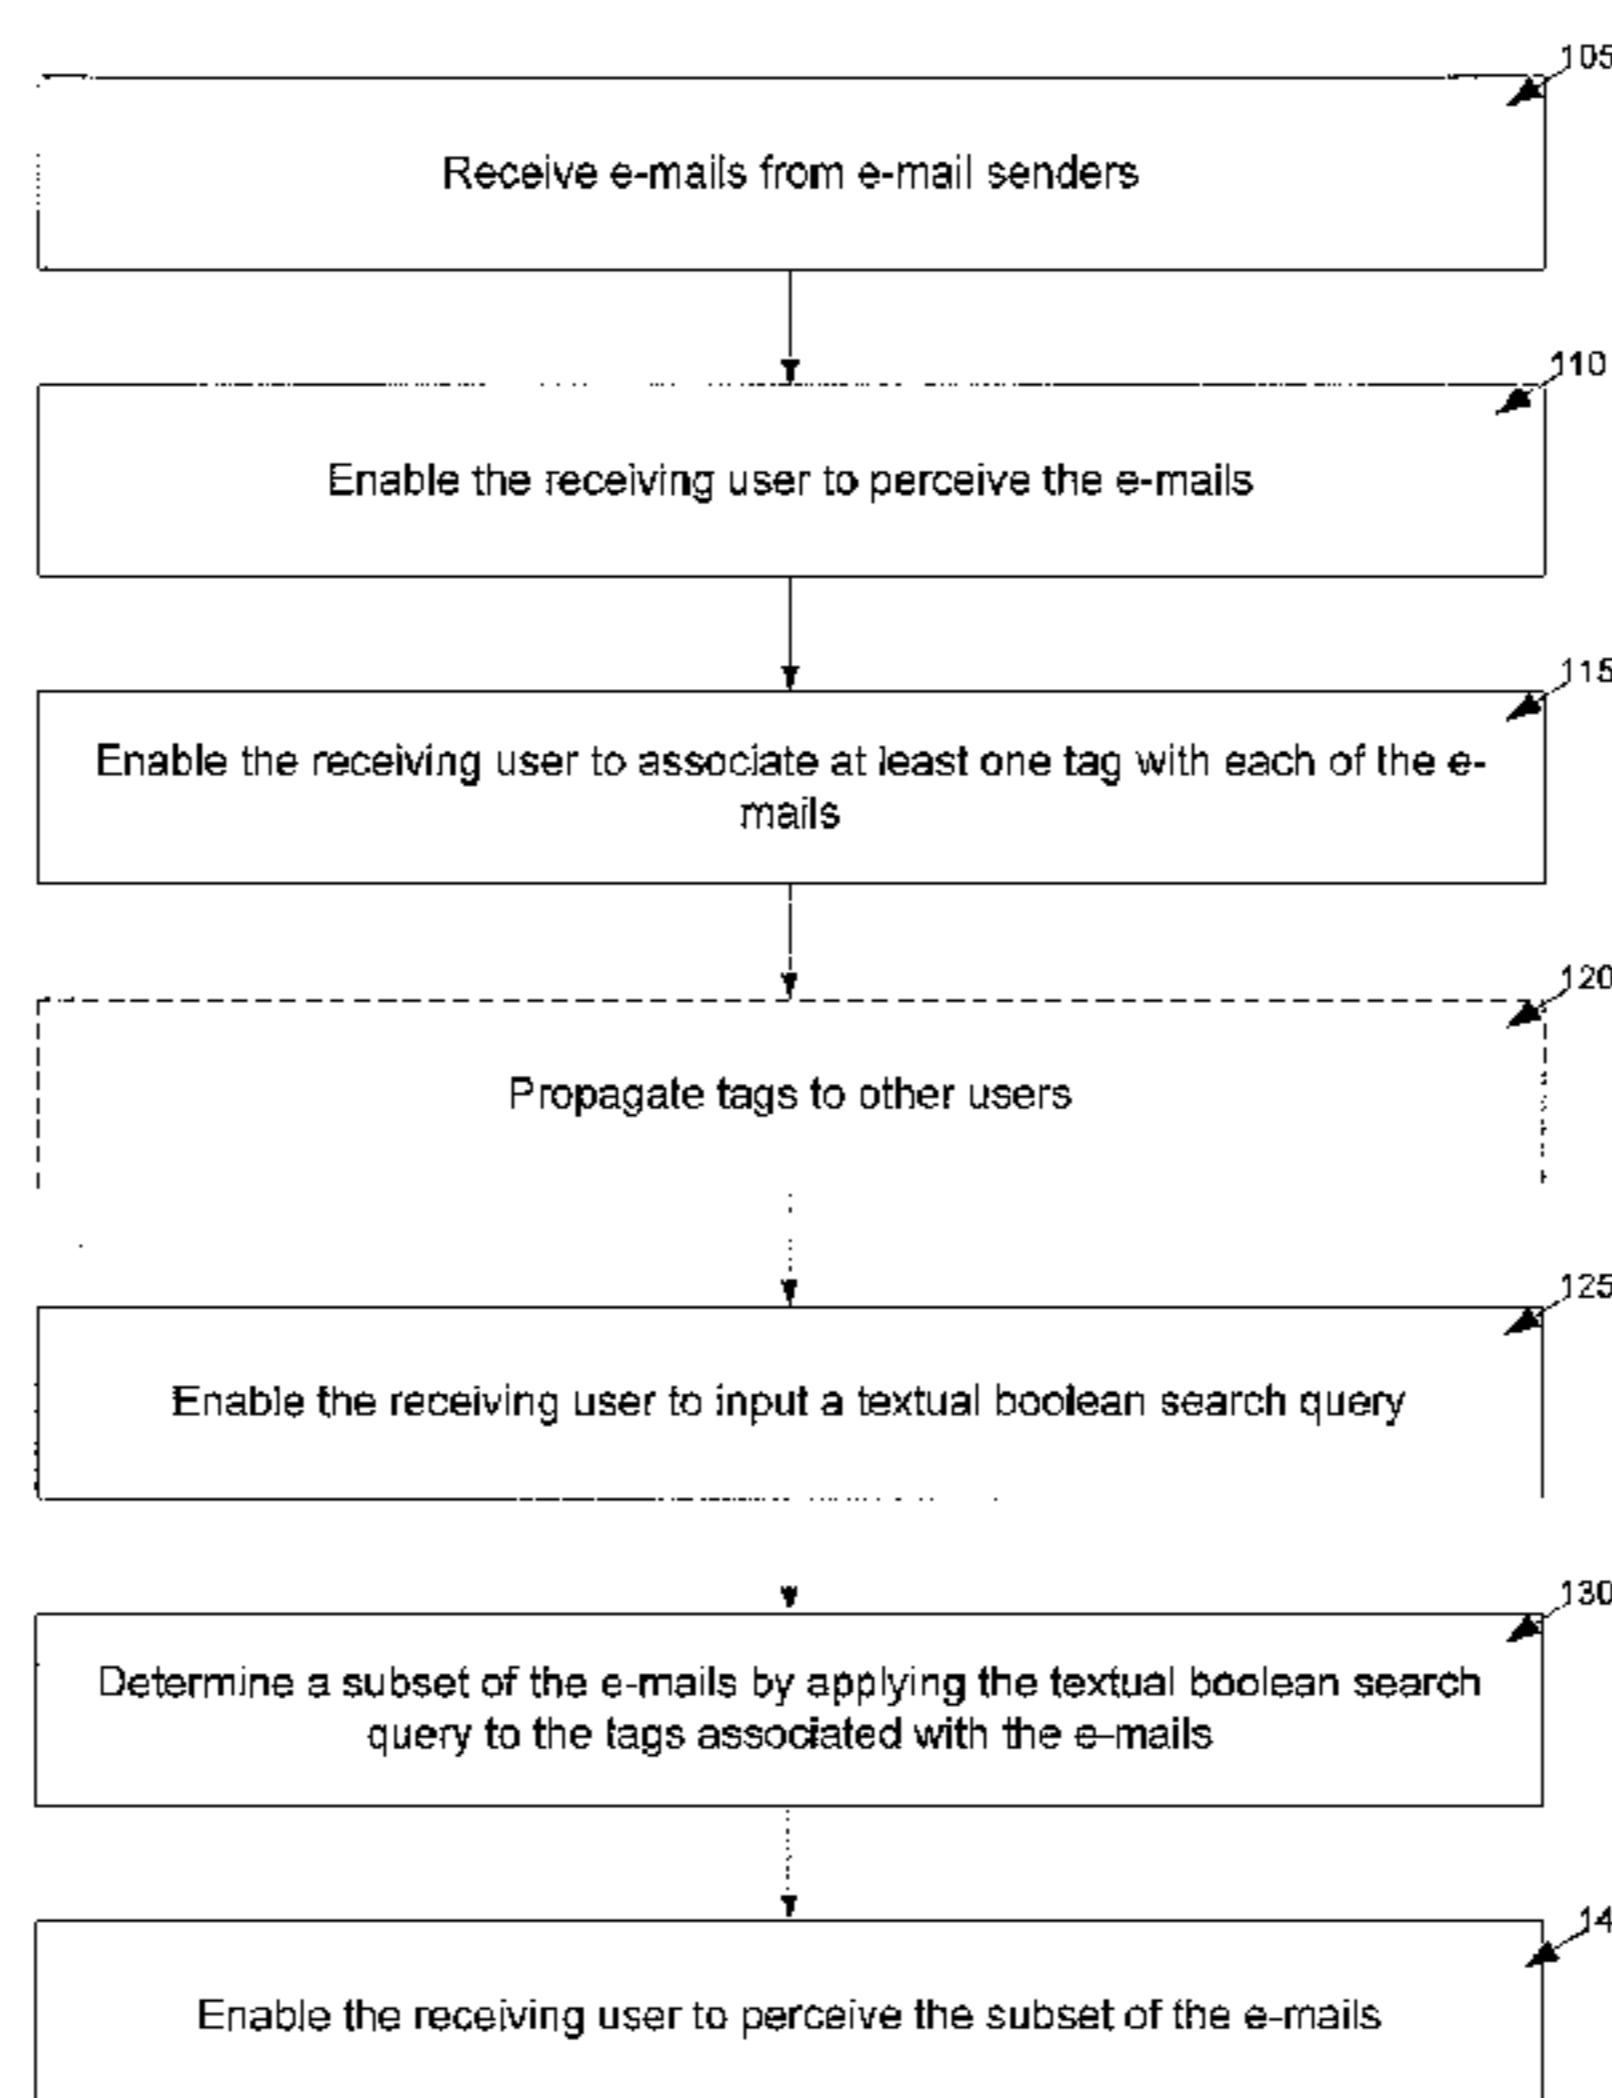 105
Receive e-mails from e-mail senders
110
Enable the receiving user to perceive the e-mails
115
Enable the receiving user to associate at least one tag with each of the e-
mails
120
Propagate tags to other users
125
Enable the receiving user to input a textual boolean search query
130
Determine a subset of the e-mails by applying the textual boolean search
query to the tags associated with the e-mails
14
Enable the receiving user to perceive the subset of the e-mails